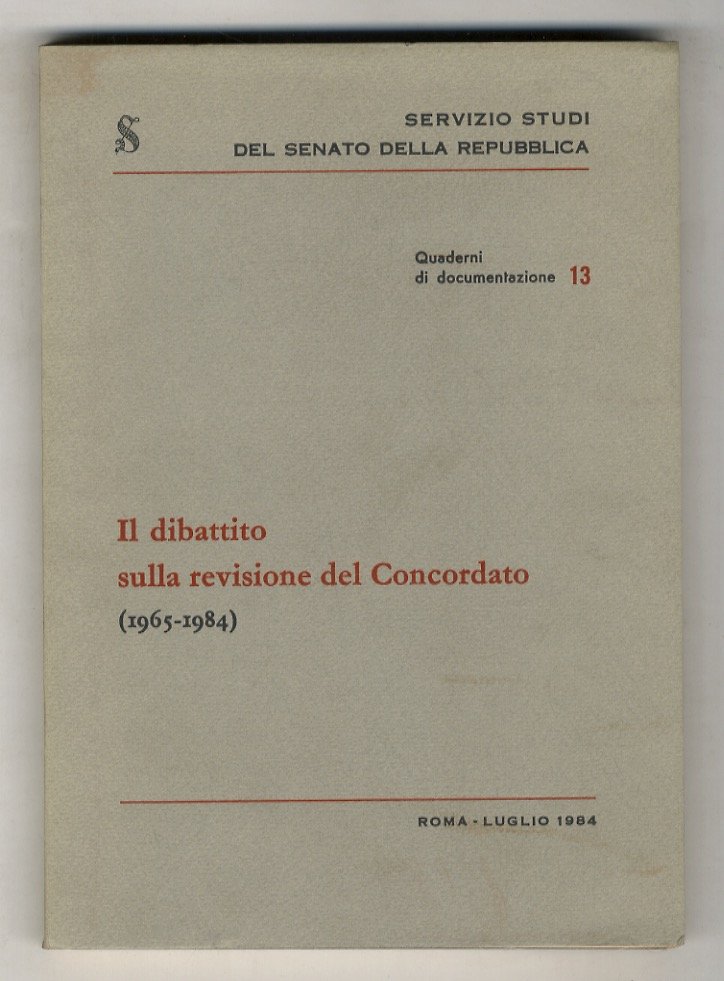 S
SERVIZIO STUDI
DEL SENATO DELLA REPUBBLICA
Quaderni
di documentazione 13
Il dibattito
sulla revisione del Concordato
(1965-1984)
ROMA - LUGLIO 1984